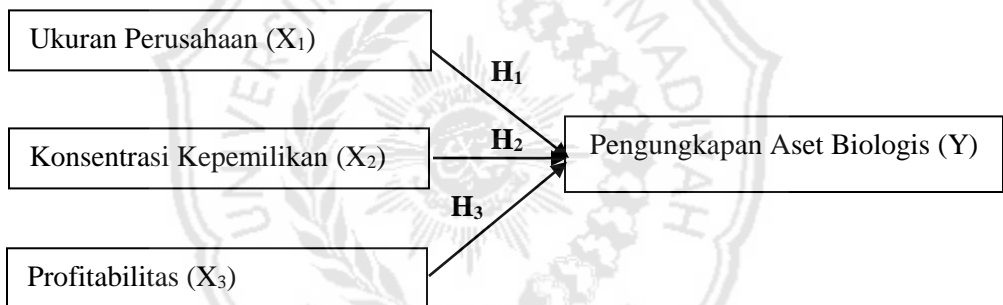 Ukuran Perusahaan (X₁)
H₁
Konsentrasi Kepemilikan (X₂)
H₂
Pengungkapan Aset Biologis (Y)
H₃
Profitabilitas (X₃)